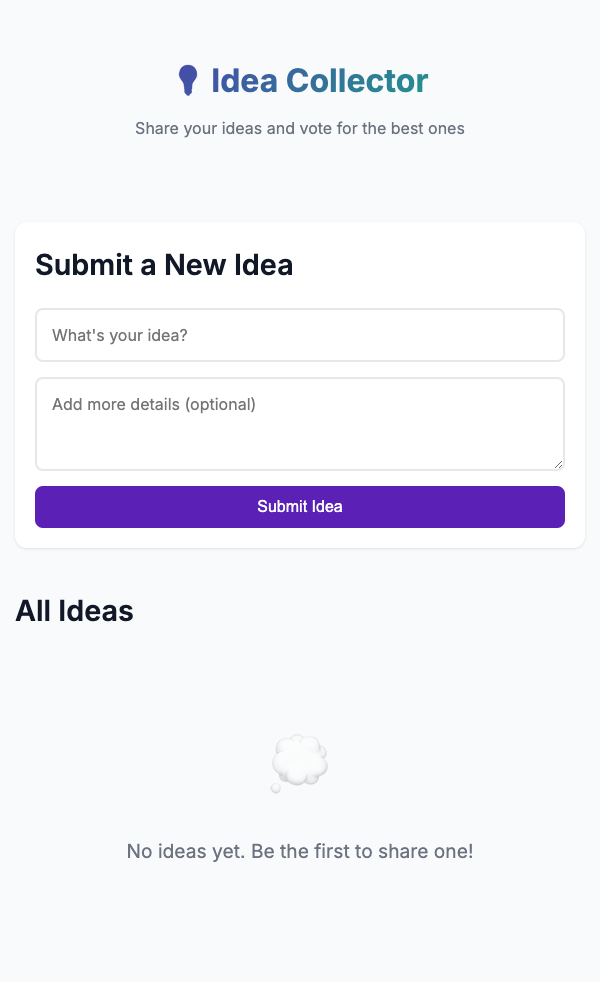 Idea Collector
Share your ideas and vote for the best ones
Submit a New Idea
What's your idea?
Add more details (optional)
Submit Idea
All Ideas
No ideas yet. Be the first to share one!